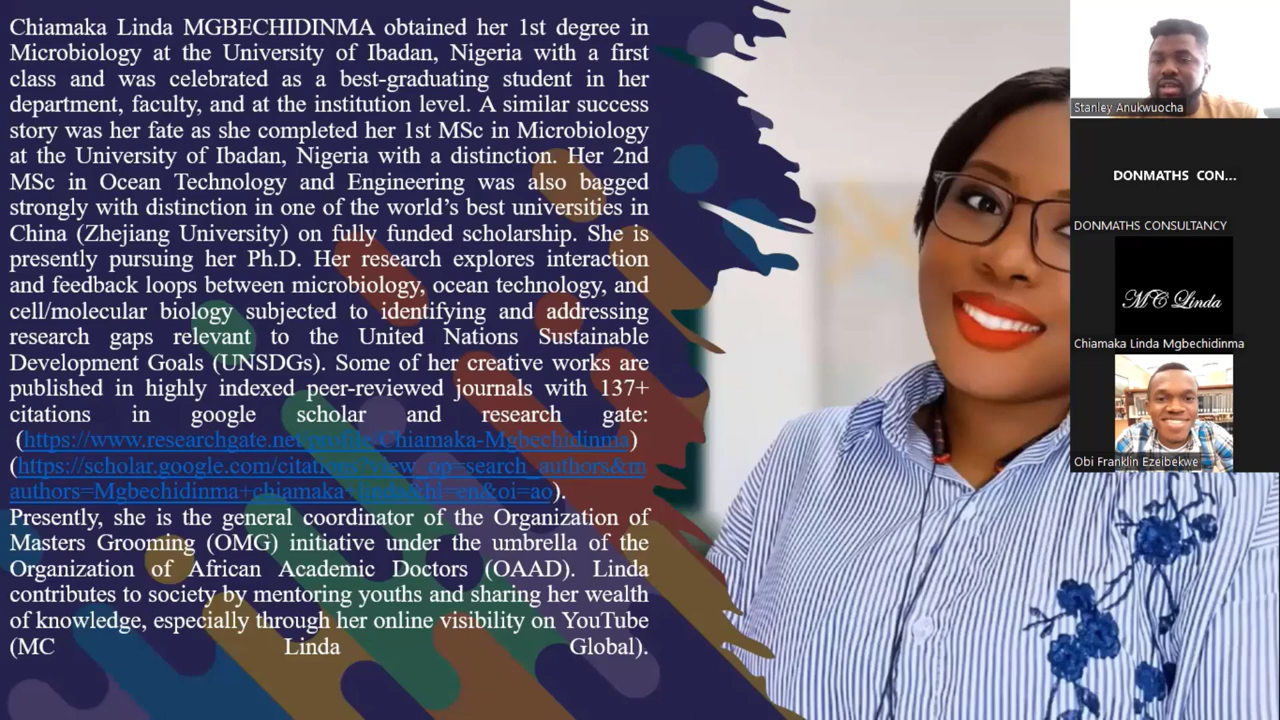 Chiamaka Linda MGBECHIDINMA obtained her 1st degree in
Microbiology at the University of Ibadan, Nigeria with a first
class and was celebrated as a best-graduating student in her
department, faculty, and at the institution level. A similar success
story was her fate as she completed her 1st MSc in Microbiology
at the University of Ibadan, Nigeria with a distinction. Her 2nd
MSc in Ocean Technology and Engineering was also bagged
strongly with distinction in one of the world's best universities in
China (Zhejiang University) on fully funded scholarship. She is
presently pursuing her Ph.D. Her research explores interaction
and feedback loops between microbiology, ocean technology, and
cell/molecular biology subjected to identifying and addressing
research gaps relevant to the United Nations Sustainable
Development Goals (UNSDGs). Some of her creative works are
published in highly indexed peer-reviewed journals with 137+
citations in google scholar and research gate:
(https://www.researchgate.net/profile/Chiamaka-Mgbechidinma)
(https://scholar.google.com/citations?view_op=search_authors&m
authors=Mgbechidinma+chiamaka+linda&hl=en&oi=ao).
Presently, she is the general coordinator of the Organization of
Masters Grooming (OMG) initiative under the umbrella of the
Organization of African Academic Doctors (OAAD). Linda
contributes to society by mentoring youths and sharing her wealth
of knowledge, especially through her online visibility on YouTube
(MC Linda Global).
Stanley Anukwuocha
DONMATHS CON...
DONMATHS CONSULTANCY
MC Linda
Chiamaka Linda Mgbechidinma
Obi Franklin Ezeibekwe